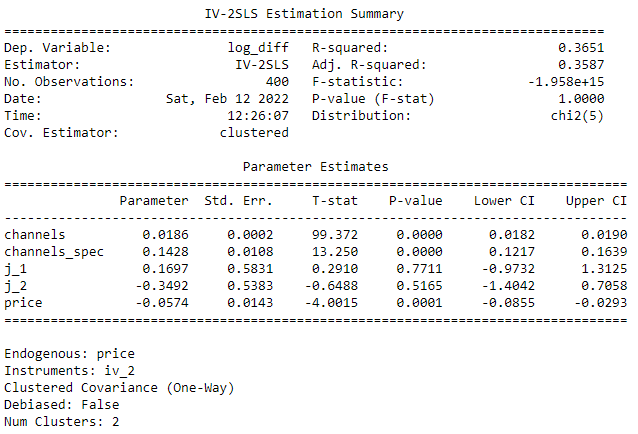 IV-2SLS Estimation Summary
==========================================================================
Dep. Variable: log_diff R-squared: 0.3651
Estimator: IV-2SLS Adj. R-squared: 0.3587
No. Observations: 400 F-statistic: -1.958e+15
Date: Sat, Feb 12 2022 P-value (F-stat) 1.0000
Time: 12:26:07 Distribution: chi2(5)
Cov. Estimator: clustered
Parameter Estimates
==========================================================================
Parameter Std. Err. T-stat P-value Lower CI Upper CI
--------------------------------------------------------------------------
channels 0.0186 0.0002 99.372 0.0000 0.0182 0.0190
channels_spec 0.1428 0.0108 13.250 0.0000 0.1217 0.1639
j_1 0.1697 0.5831 0.2910 0.7711 -0.9732 1.3125
j_2 -0.3492 0.5383 -0.6488 0.5165 -1.4042 0.7058
price -0.0574 0.0143 -4.0015 0.0001 -0.0855 -0.0293
==========================================================================
Endogenous: price
Instruments: iv_2
Clustered Covariance (One-Way)
Debiased: False
Num Clusters: 2